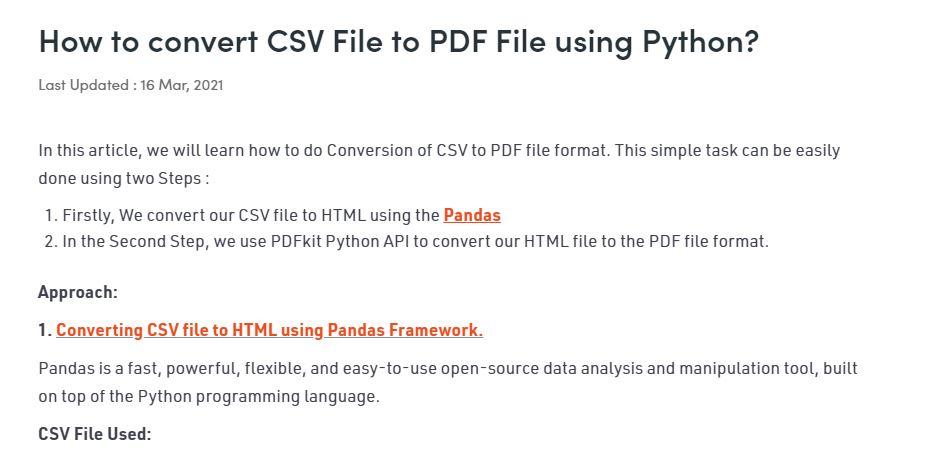 How to convert CSV File to PDF File using Python?
Last Updated : 16 Mar, 2021
In this article, we will learn how to do Conversion of CSV to PDF file format. This simple task can be easily
done using two Steps :
1. Firstly, We convert our CSV file to HTML using the Pandas
2. In the Second Step, we use PDFkit Python API to convert our HTML file to the PDF file format.
Approach:
1. Converting CSV file to HTML using Pandas Framework.
Pandas is a fast, powerful, flexible, and easy-to-use open-source data analysis and manipulation tool, built
on top of the Python programming language.
CSV File Used: